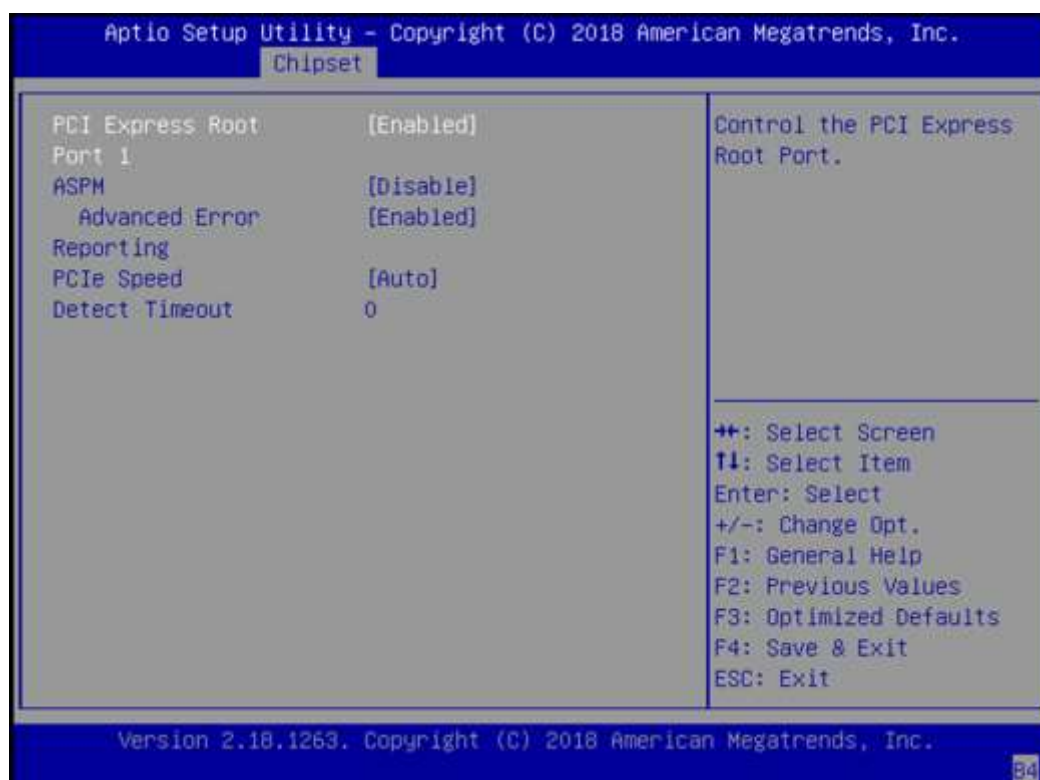 Aptio Setup Utility – Copyright (C) 2018 American Megatrends, Inc.
Chipset
PCI Express Root [Enabled]
Port 1
ASPM [Disable]
Advanced Error [Enabled]
Reporting
PCIe Speed [Auto]
Detect Timeout 0
Control the PCI Express
Root Port.
→←: Select Screen
↑↓: Select Item
Enter: Select
+/-: Change Opt.
F1: General Help
F2: Previous Values
F3: Optimized Defaults
F4: Save & Exit
ESC: Exit
Version 2.18.1263. Copyright (C) 2018 American Megatrends, Inc.
B4